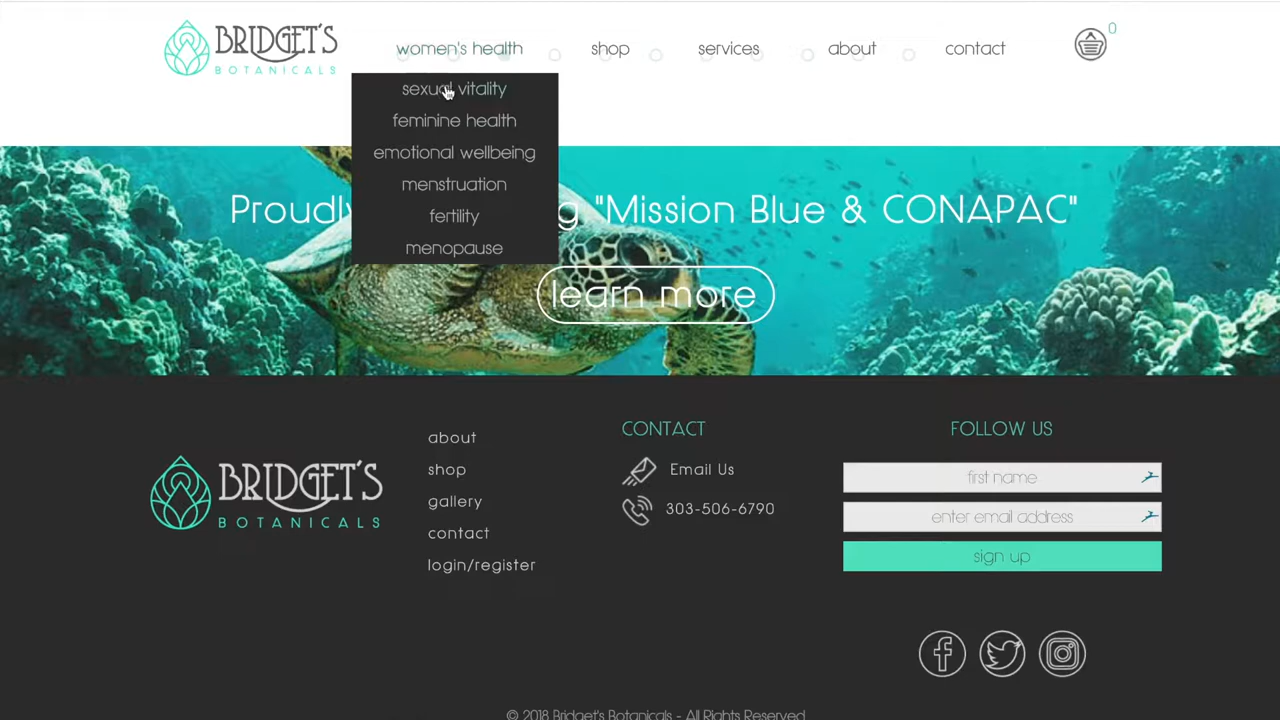 BRIDGET'S
BOTANICALS
women's health
shop
services
about
contact
0
sexual vitality
feminine health
emotional wellbeing
menstruation
fertility
menopause
Proudly
g "Mission Blue & CONAPAC"
learn more
BRIDGET'S
BOTANICALS
about
shop
gallery
contact
login/register
CONTACT
Email Us
303-506-6790
FOLLOW US
first name
enter email address
sign up
© 2018 Bridget's Botanicals - All Rights Reserved